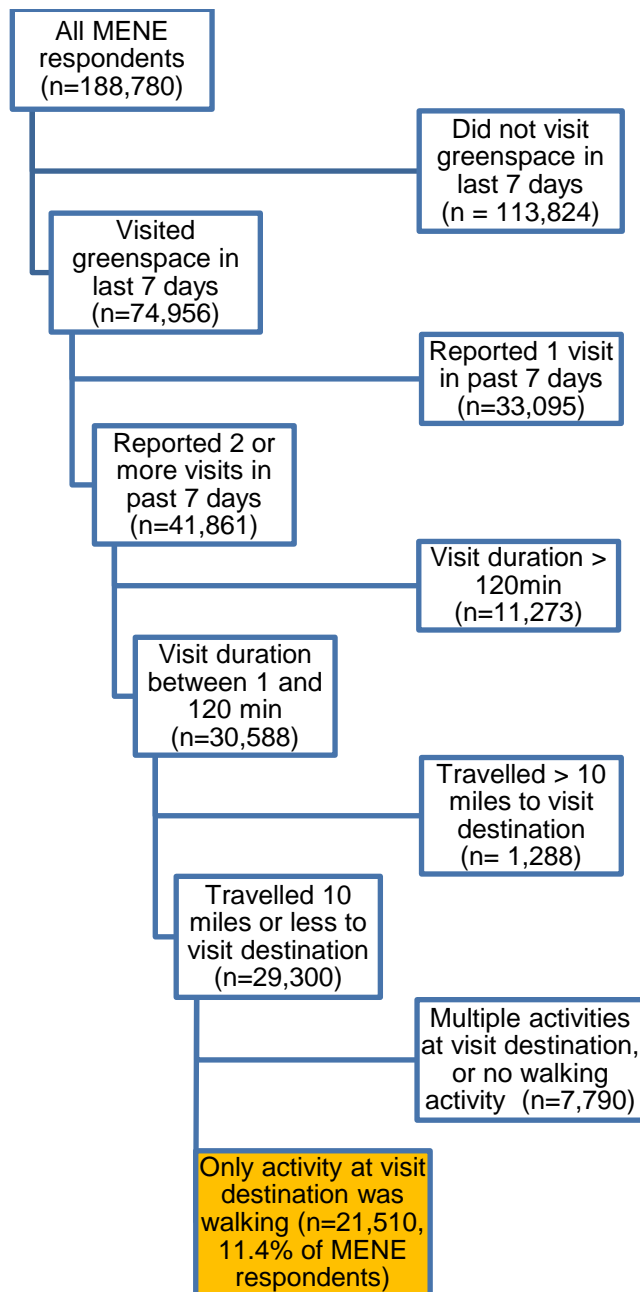 All MENE
respondents
(n=188,780)
Did not visit
greenspace in
last 7 days
(n = 113,824)
Visited
greenspace in
last 7 days
(n=74,956)
Reported 1 visit
in past 7 days
(n=33,095)
Reported 2 or
more visits in
past 7 days
(n=41,861)
Visit duration >
120min
(n=11,273)
Visit duration
between 1 and
120 min
(n=30,588)
Travelled > 10
miles to visit
destination
(n= 1,288)
Travelled 10
miles or less to
visit destination
(n=29,300)
Multiple activities
at visit destination,
or no walking
activity  (n=7,790)
Only activity at visit
destination was
walking (n=21,510,
11.4% of MENE
respondents)